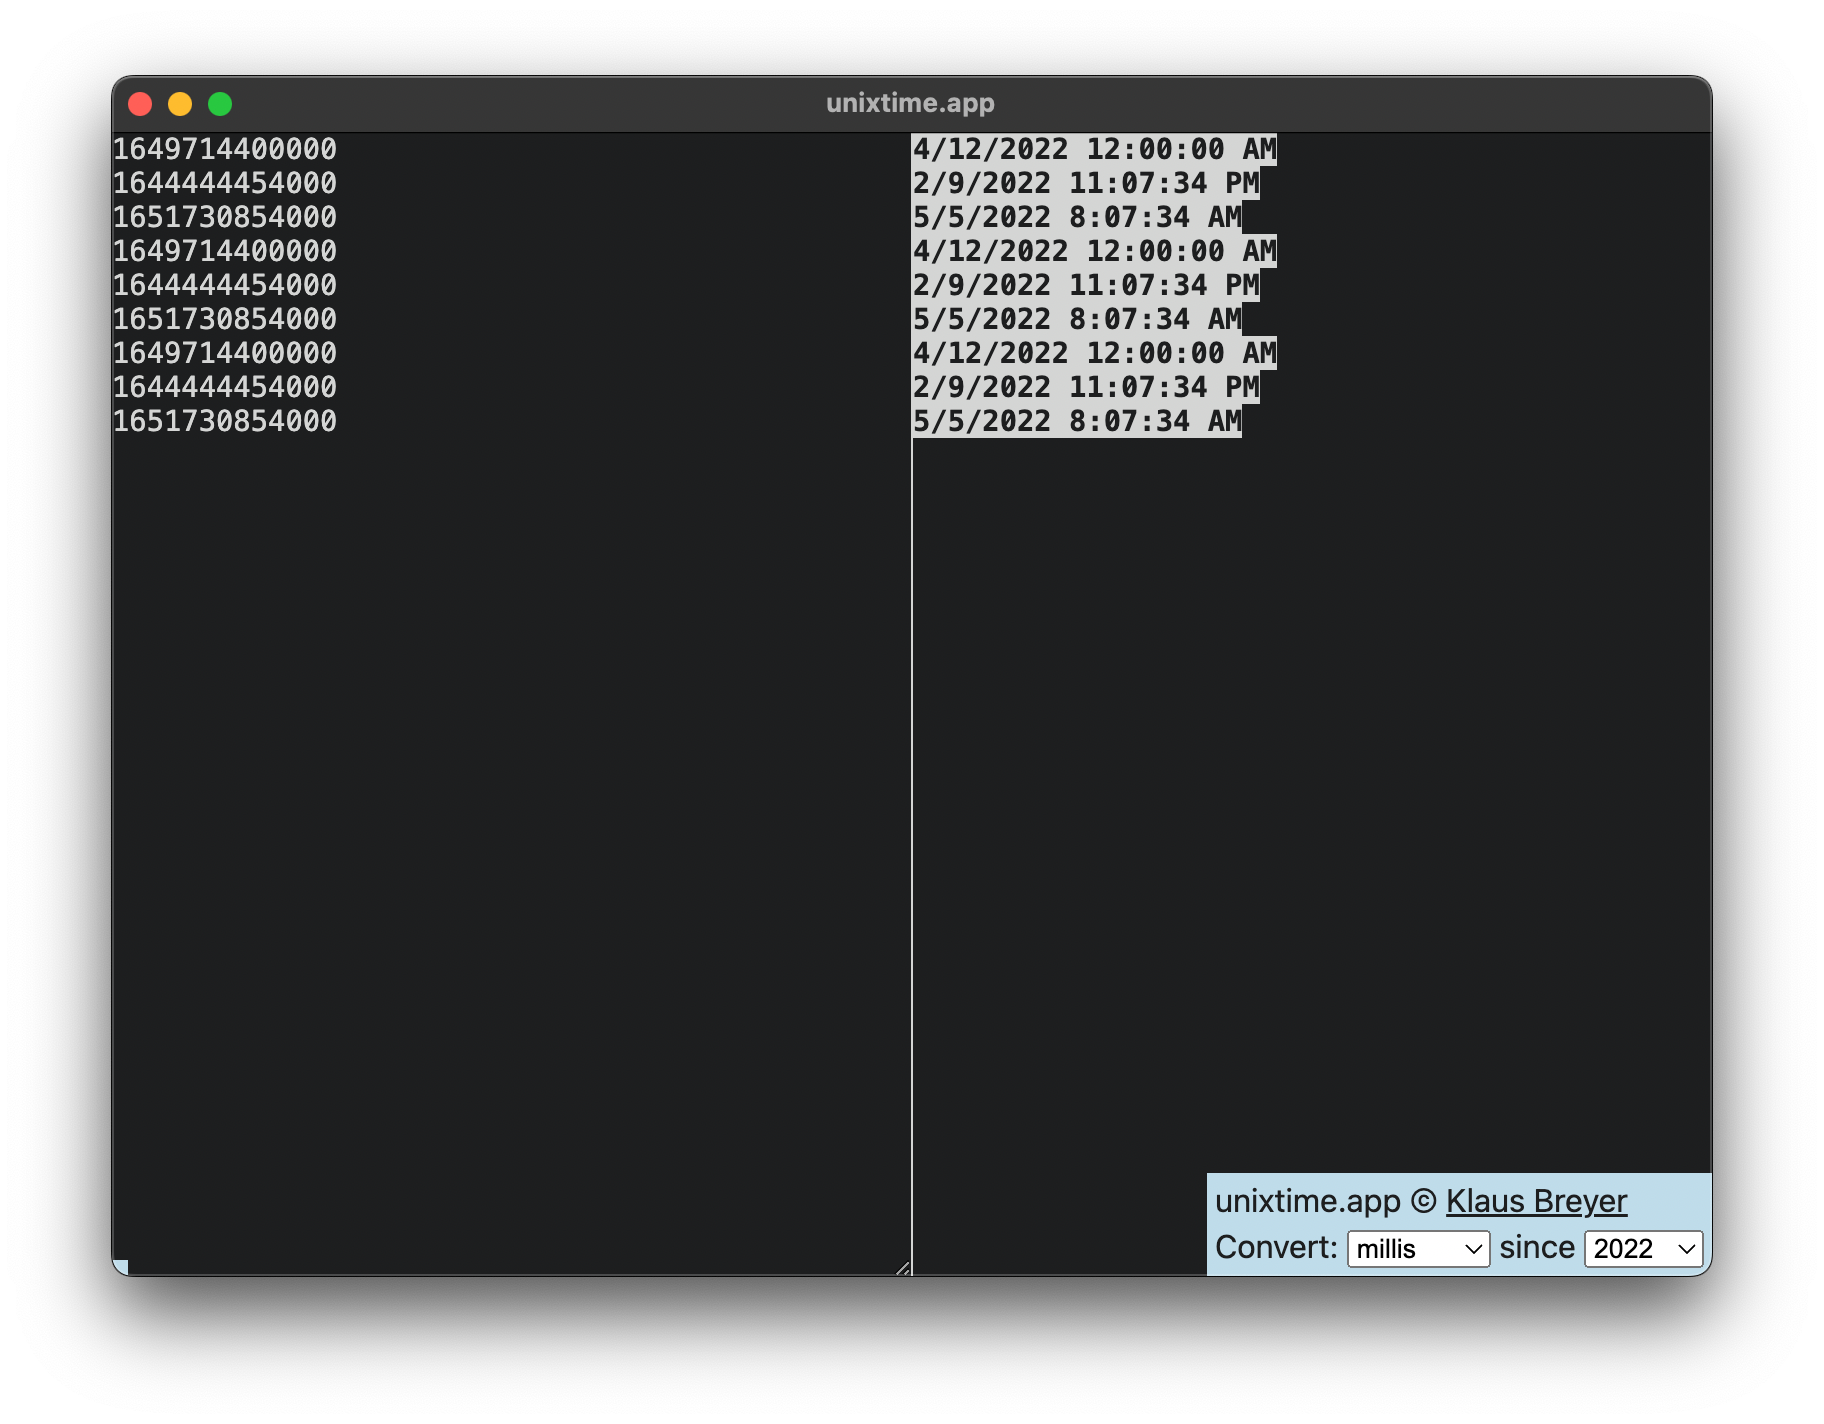 unixtime.app
1649714400000 4/12/2022 12:00:00 AM
1644444454000 2/9/2022 11:07:34 PM
1651730854000 5/5/2022 8:07:34 AM
1649714400000 4/12/2022 12:00:00 AM
1644444454000 2/9/2022 11:07:34 PM
1651730854000 5/5/2022 8:07:34 AM
1649714400000 4/12/2022 12:00:00 AM
1644444454000 2/9/2022 11:07:34 PM
1651730854000 5/5/2022 8:07:34 AM
unixtime.app © Klaus Breyer
Convert: millis since 2022